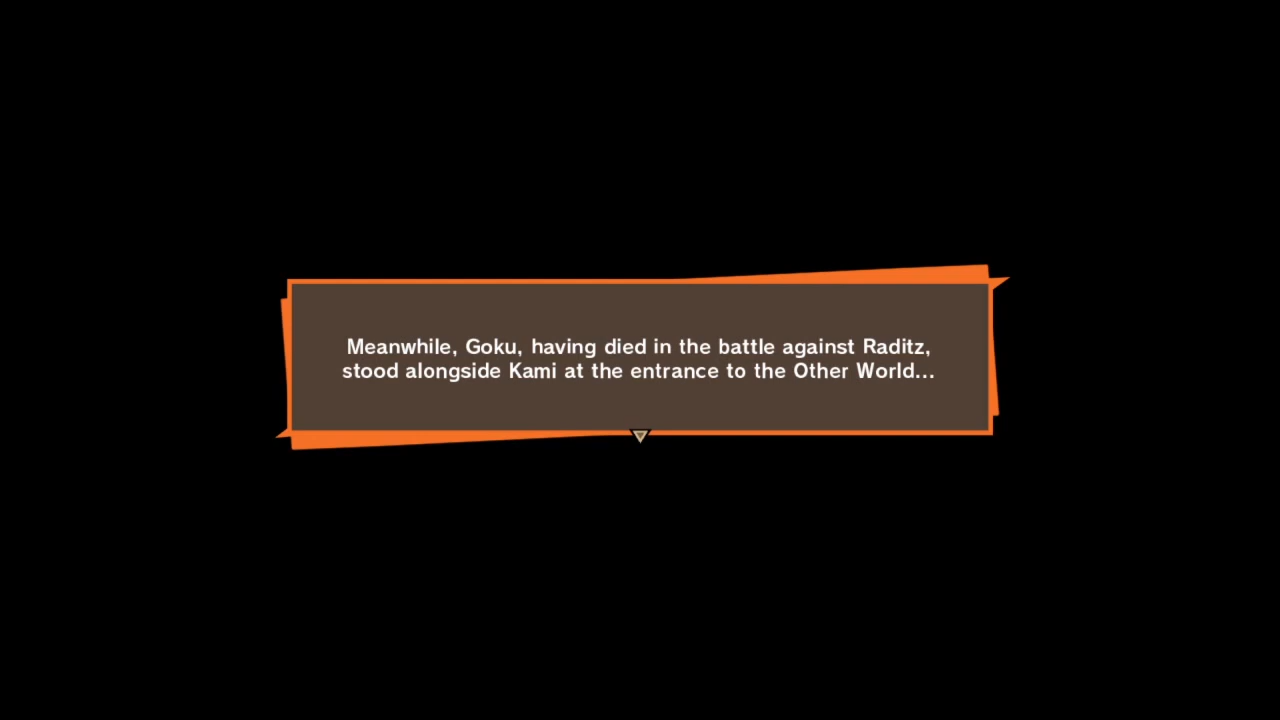 Meanwhile, Goku, having died in the battle against Raditz,
stood alongside Kami at the entrance to the Other World...